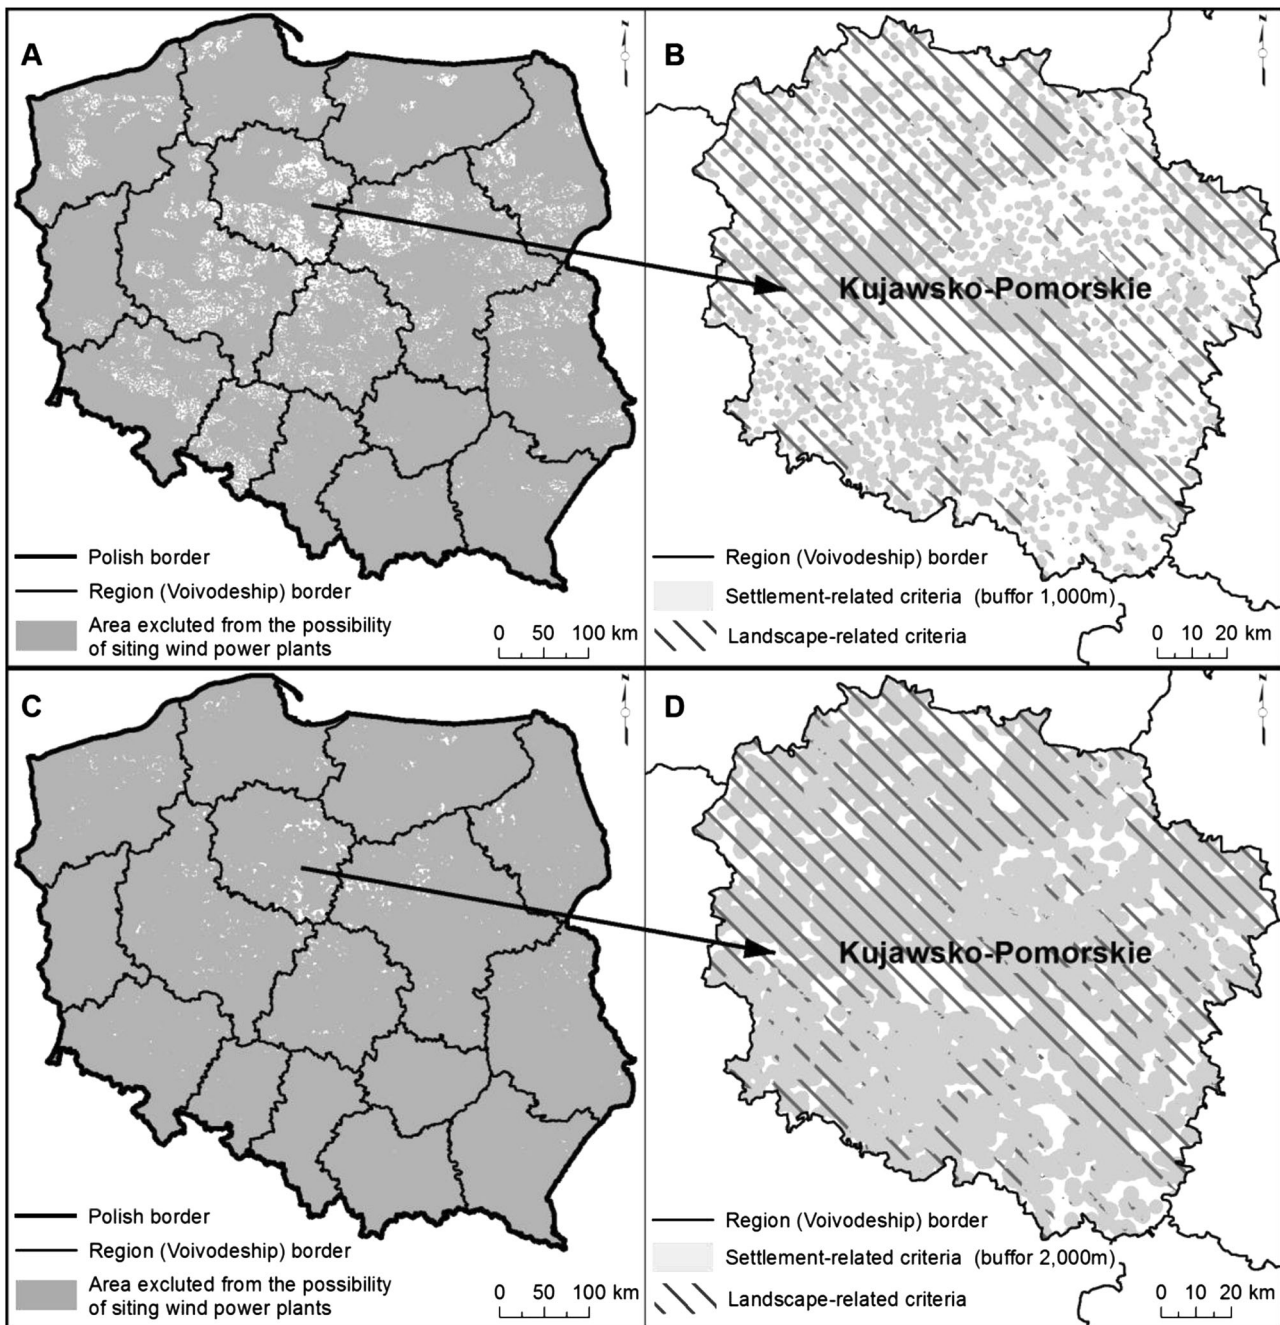 A
N
Polish border
Region (Voivodeship) border
Area excluted from the possibility
of siting wind power plants
0 50 100 km
B
N
Kujawsko-Pomorskie
Region (Voivodeship) border
Settlement-related criteria (buffor 1,000m)
Landscape-related criteria
0 10 20 km
C
N
Polish border
Region (Voivodeship) border
Area excluted from the possibility
of siting wind power plants
0 50 100 km
D
N
Kujawsko-Pomorskie
Region (Voivodeship) border
Settlement-related criteria (buffor 2,000m)
Landscape-related criteria
0 10 20 km